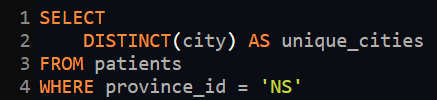 1 SELECT
2     DISTINCT(city) AS unique_cities
3 FROM patients
4 WHERE province_id = 'NS'